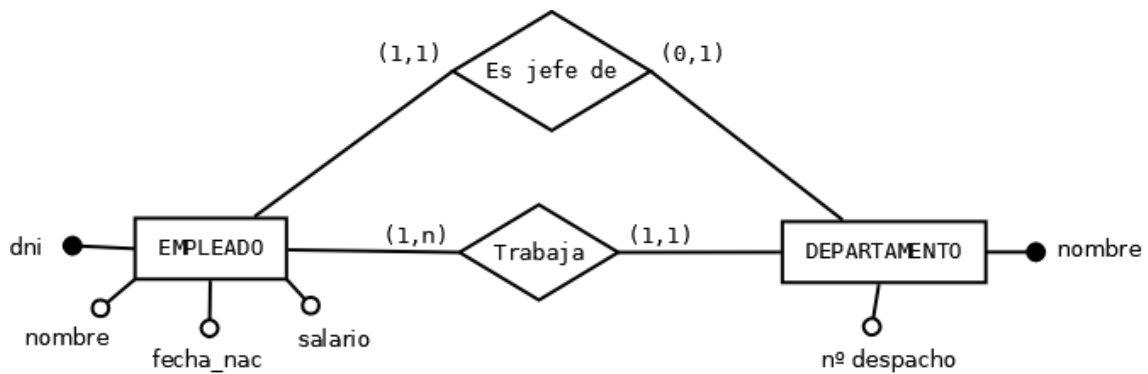 (1,1)
Es jefe de
(0,1)
dni
EMPLEADO
(1,n)
Trabaja
(1,1)
DEPARTAMENTO
nombre
nombre
fecha_nac
salario
nº despacho